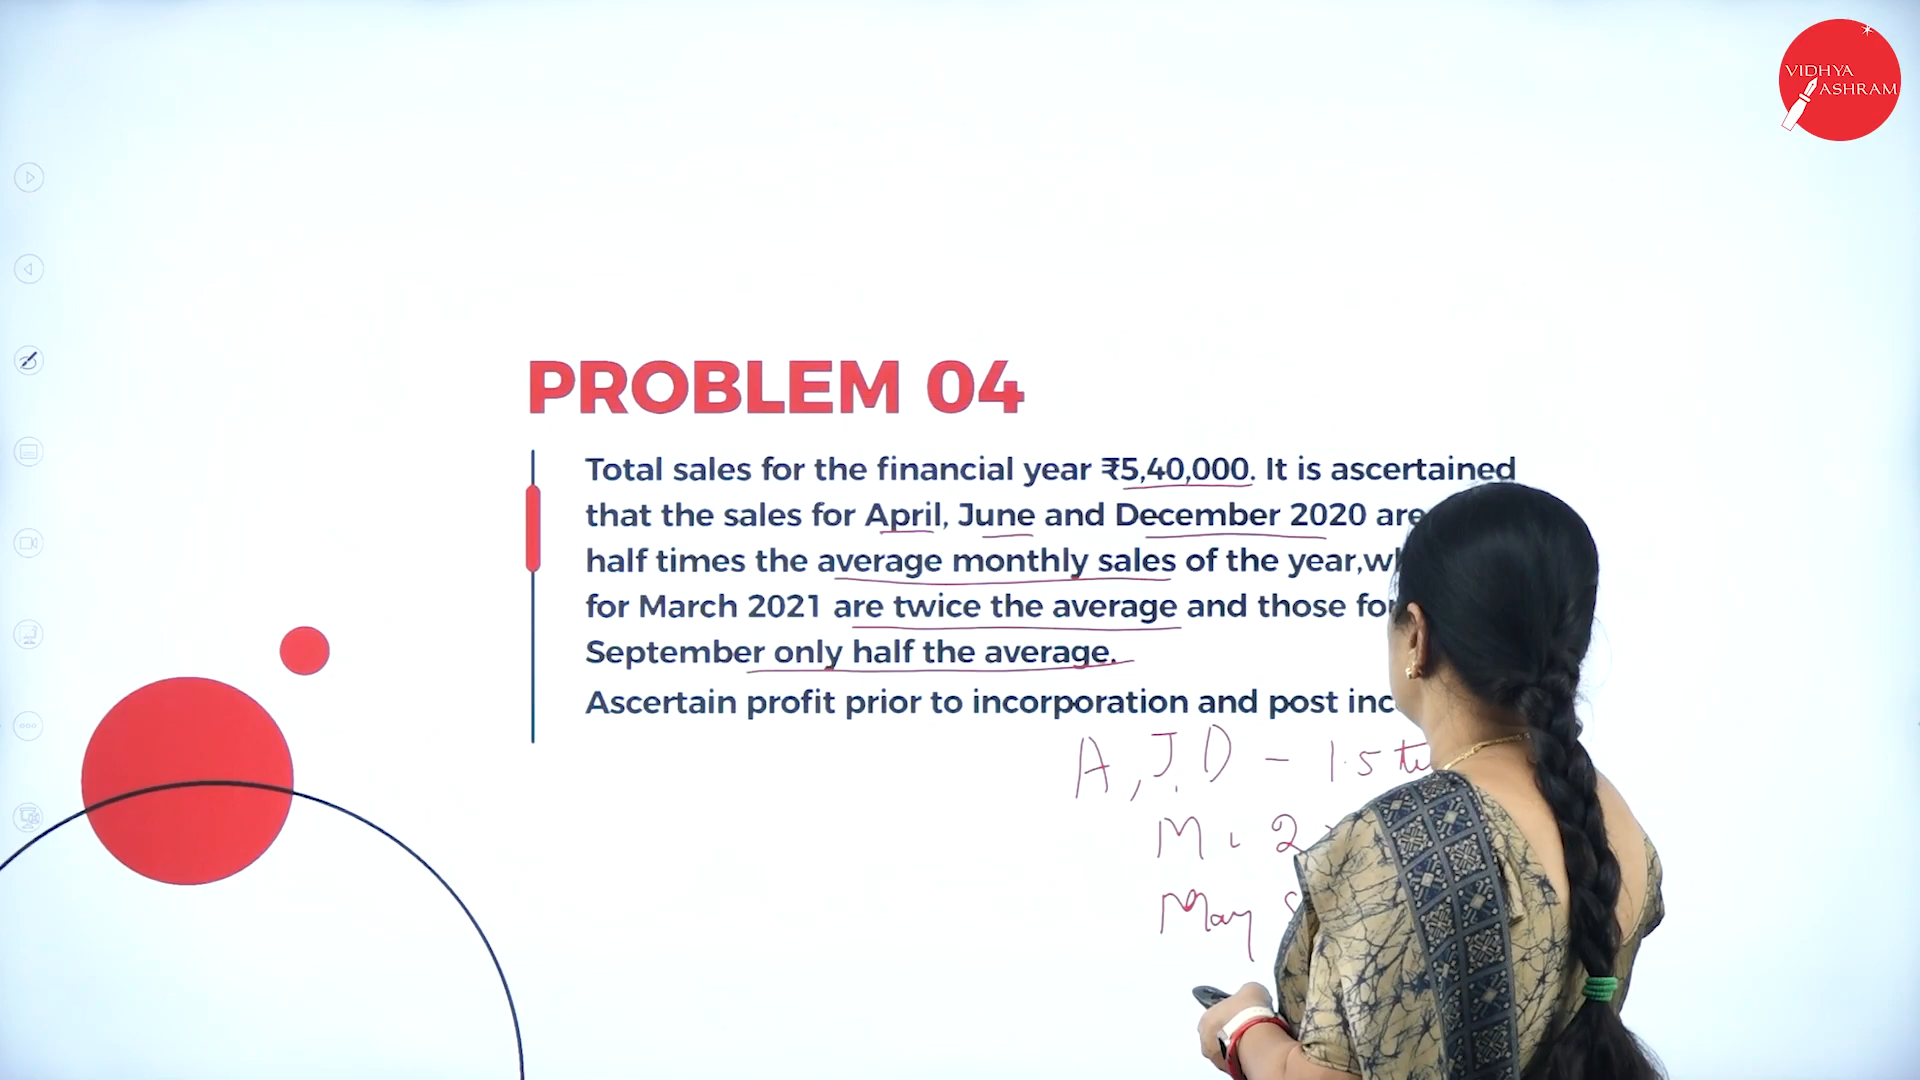 VIDHYA
ASHRAM
PROBLEM 04
Total sales for the financial year ₹5,40,000. It is ascertained
that the sales for April, June and December 2020 are
half times the average monthly sales of the year,
for March 2021 are twice the average and those
September only half the average.
Ascertain profit prior to incorporation and post
A, J, D - 1.5
M 2
May